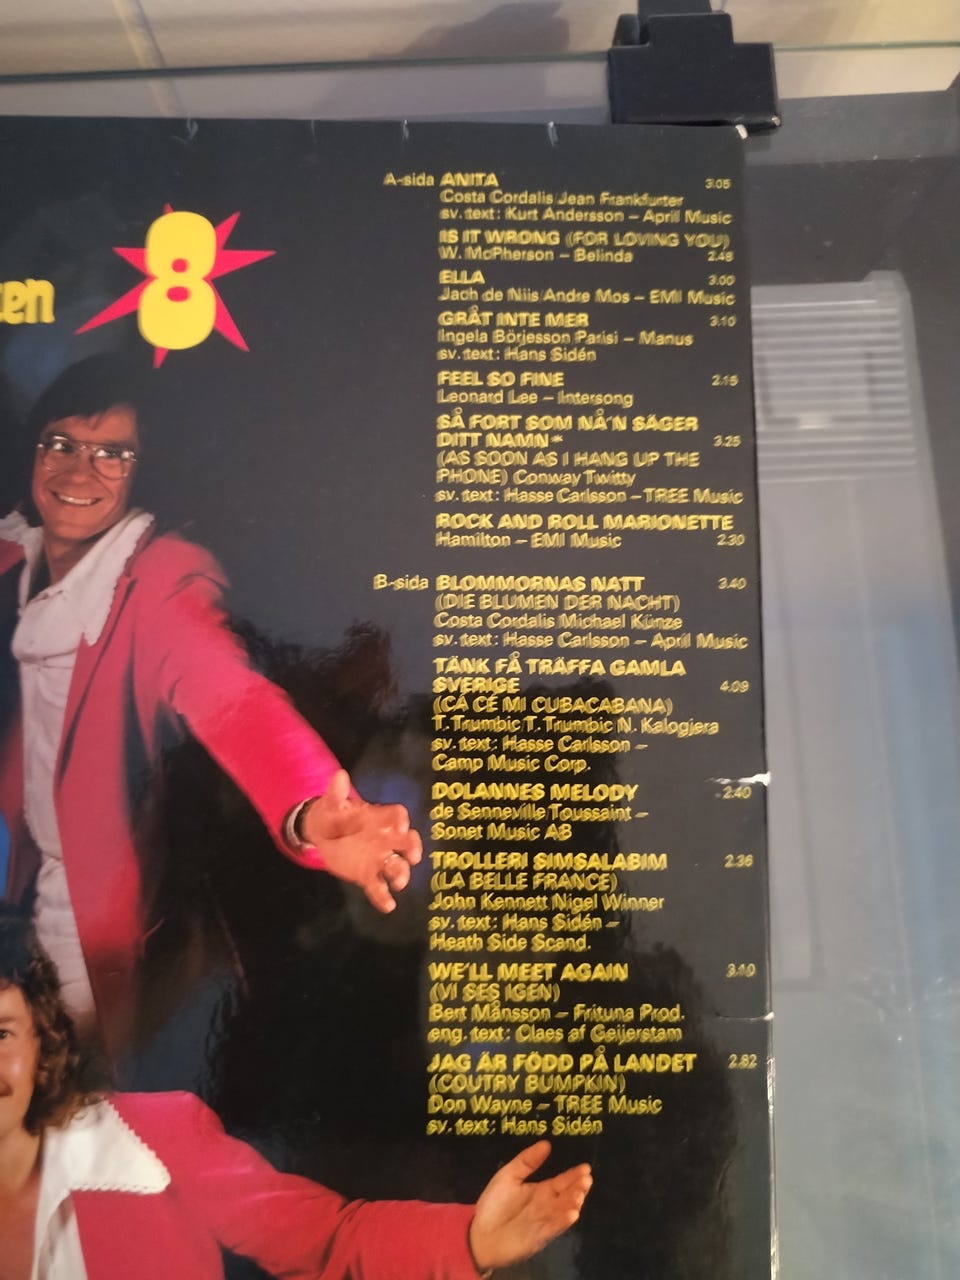 ten
8
A-sida ANITA 3.05
Costa Cordalis Jean Frankfurter
sv. text: Kurt Andersson – April Music
IS IT WRONG (FOR LOVING YOU)
W. McPherson – Belinda 2.48
ELLA 3.00
Jach de Niis Andre Mos – EMI Music
GRÅT INTE MER 3.10
Ingela Börjesson Parisi – Manus
sv. text: Hans Sidén
FEEL SO FINE 2.15
Leonard Lee – Intersong
SÅ FORT SOM NÅ'N SÄGER
DITT NAMN* 3.25
(AS SOON AS I HANG UP THE
PHONE) Conway Twitty
sv. text: Hasse Carlsson – TREE Music
ROCK AND ROLL MARIONETTE
Hamilton – EMI Music 2.30
B-sida BLOMMORNAS NATT 3.40
(DIE BLUMEN DER NACHT)
Costa Cordalis Michael Künze
sv. text: Hasse Carlsson – April Music
TÄNK FÅ TRÄFFA GAMLA
SVERIGE 4.09
(CÁ CÉ MI CUBACABANA)
T. Trumbic T. Trumbic N. Kalogjera
sv. text: Hasse Carlsson –
Camp Music Corp.
DOLANNES MELODY 2:40
de Senneville Toussaint –
Sonet Music AB
TROLLERI SIMSALABIM 2.36
(LA BELLE FRANCE)
John Kennett Nigel Winner
sv. text: Hans Sidén –
Heath Side Scand.
WE'LL MEET AGAIN 3.10
(VI SES IGEN)
Bert Månsson – Frituna Prod.
eng. text: Claes af Geijerstam
JAG ÄR FÖDD PÅ LANDET 2.82
(COUTRY BUMPKIN)
Don Wayne – TREE Music
sv. text: Hans Sidén